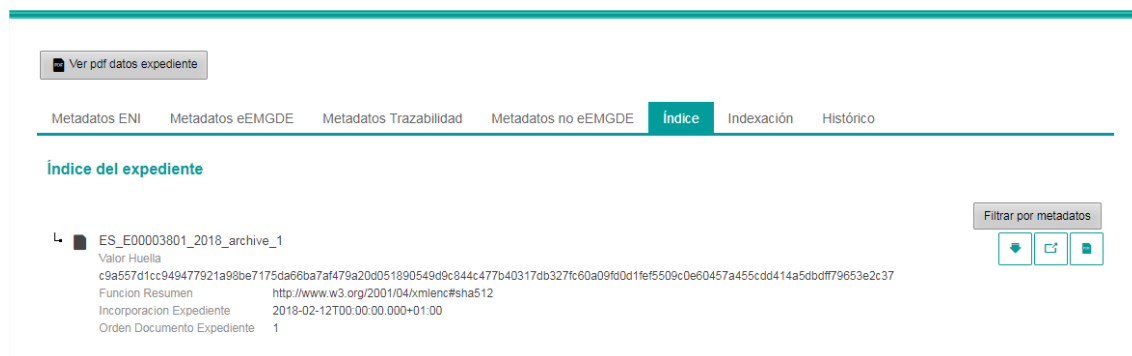 Ver pdf datos expediente
Metadatos ENI Metadatos eEMGDE Metadatos Trazabilidad Metadatos no eEMGDE Índice Indexación Histórico
Índice del expediente
Filtrar por metadatos
ES_E00003801_2018_archive_1
Valor Huella
c9a557d1cc949477921a98be7175da66ba7af479a20d051890549d9c844c477b40317db327fc60a09fd0d1fef5509c0e60457a455cdd414a5dbdff79653e2c37
Funcion Resumen http://www.w3.org/2001/04/xmlenc#sha512
Incorporacion Expediente 2018-02-12T00:00:00.000+01:00
Orden Documento Expediente 1